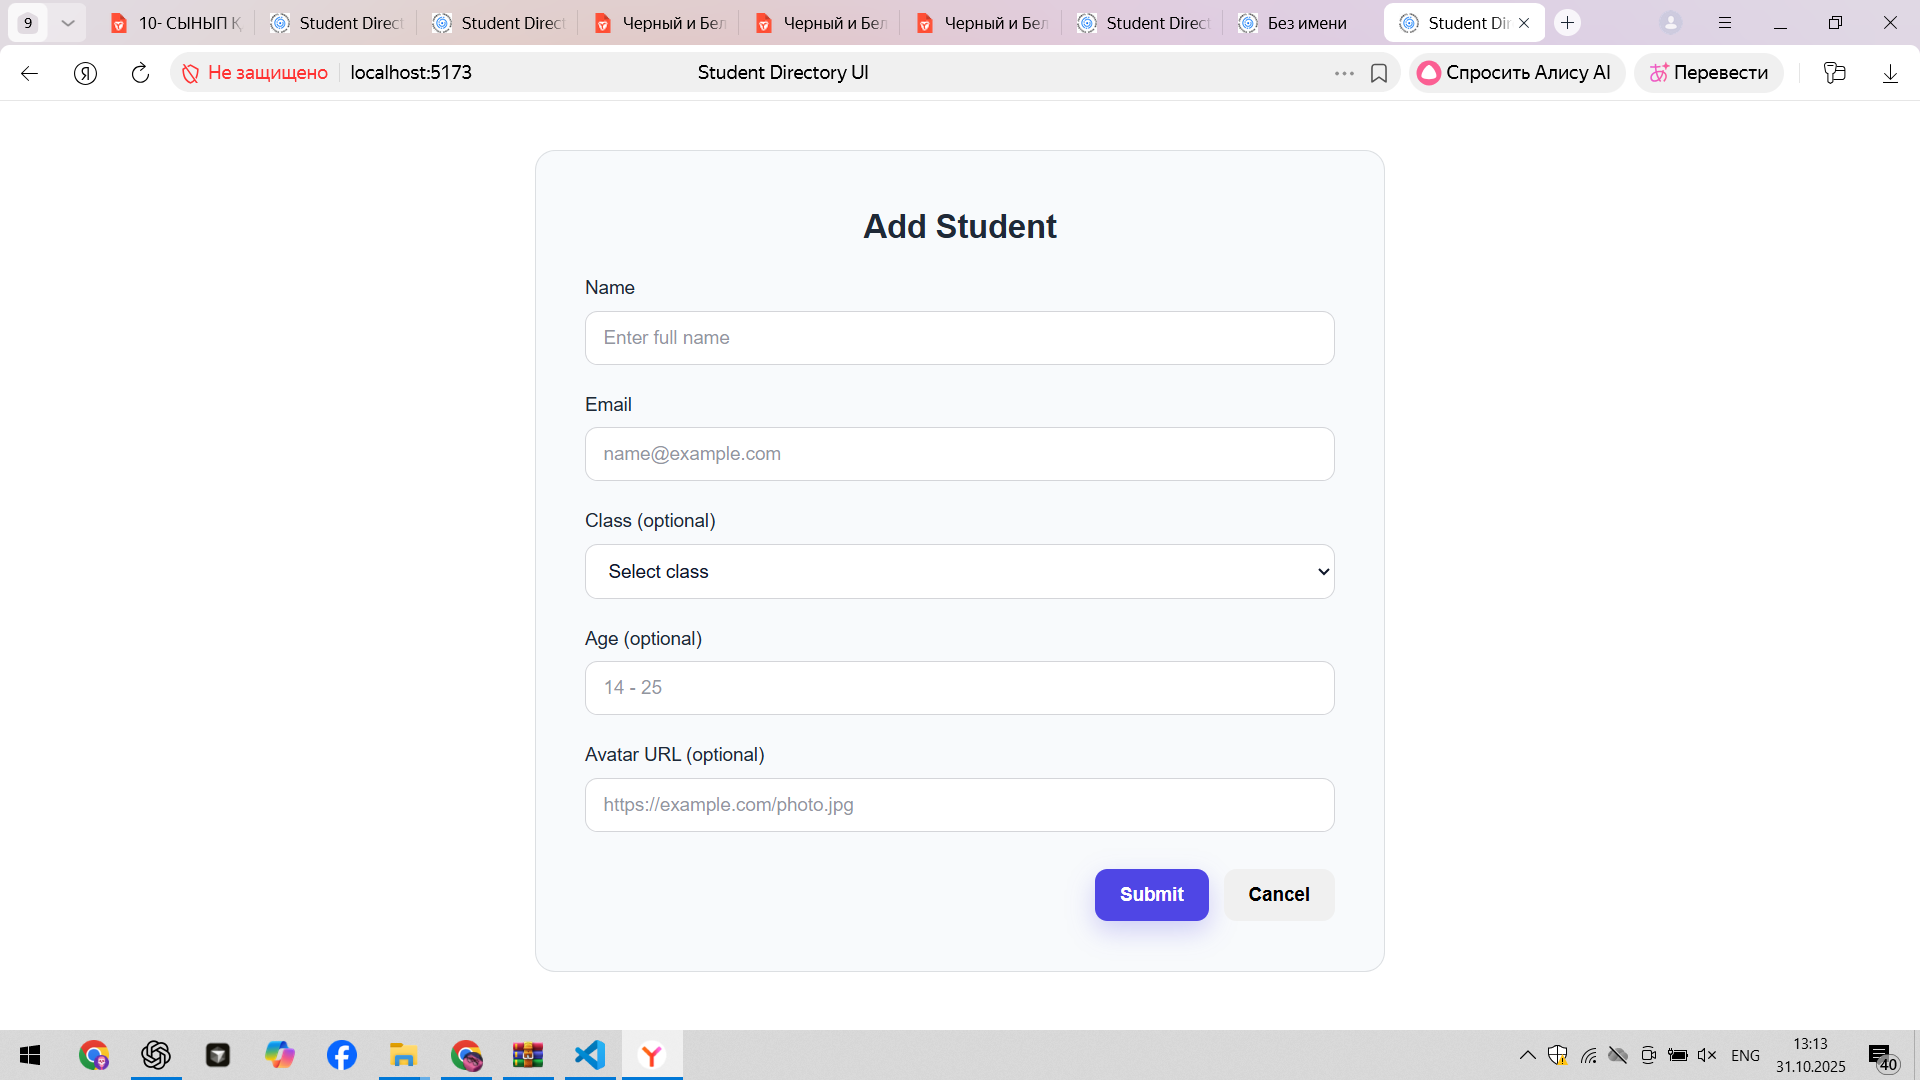 9
10- СЫНЫП Қ
Student Direct
Student Direct
Черный и Бел
Черный и Бел
Черный и Бел
Student Direct
Без имени
Student Dir
Не защищено
localhost:5173
Student Directory UI
Спросить Алису AI
Перевести
Add Student
Name
Enter full name
Email
name@example.com
Class (optional)
Select class
Age (optional)
14 - 25
Avatar URL (optional)
https://example.com/photo.jpg
Submit
Cancel
ENG
13:13
31.10.2025
40